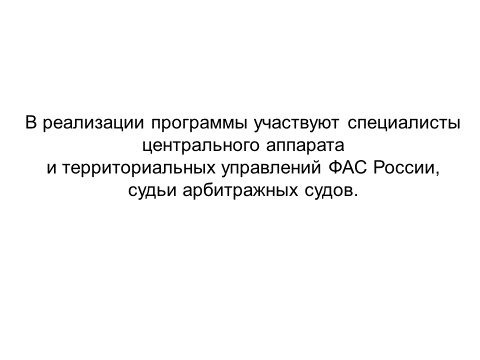 В реализации программы участвуют специалисты
центрального аппарата
и территориальных управлений ФАС России,
судьи арбитражных судов.